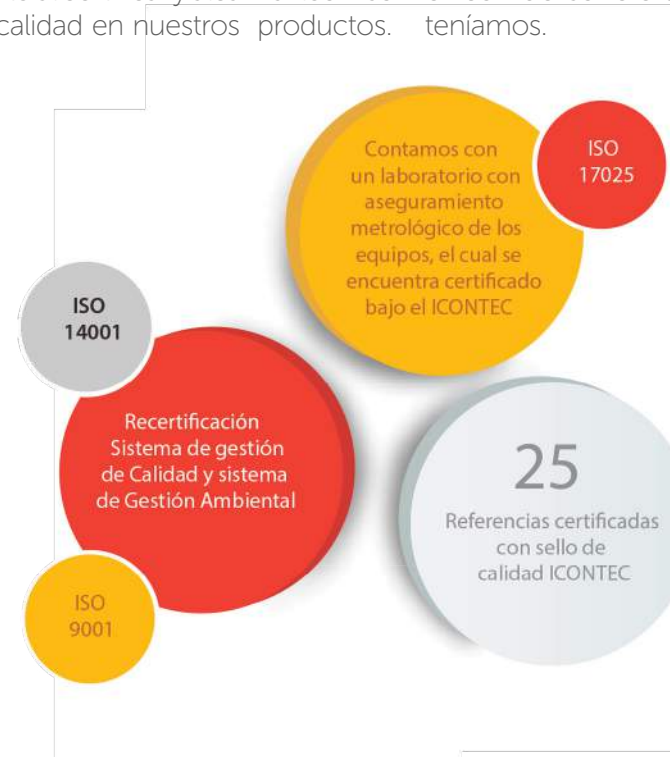 calidad en nuestros productos. teníamos.
Contamos con
un laboratorio con
aseguramiento
metrológico de los
equipos, el cual se
encuentra certificado
bajo el ICONTEC
ISO
17025
ISO
14001
Recertificación
Sistema de gestión
de Calidad y sistema
de Gestión Ambiental
ISO
9001
25
Referencias certificadas
con sello de
calidad ICONTEC